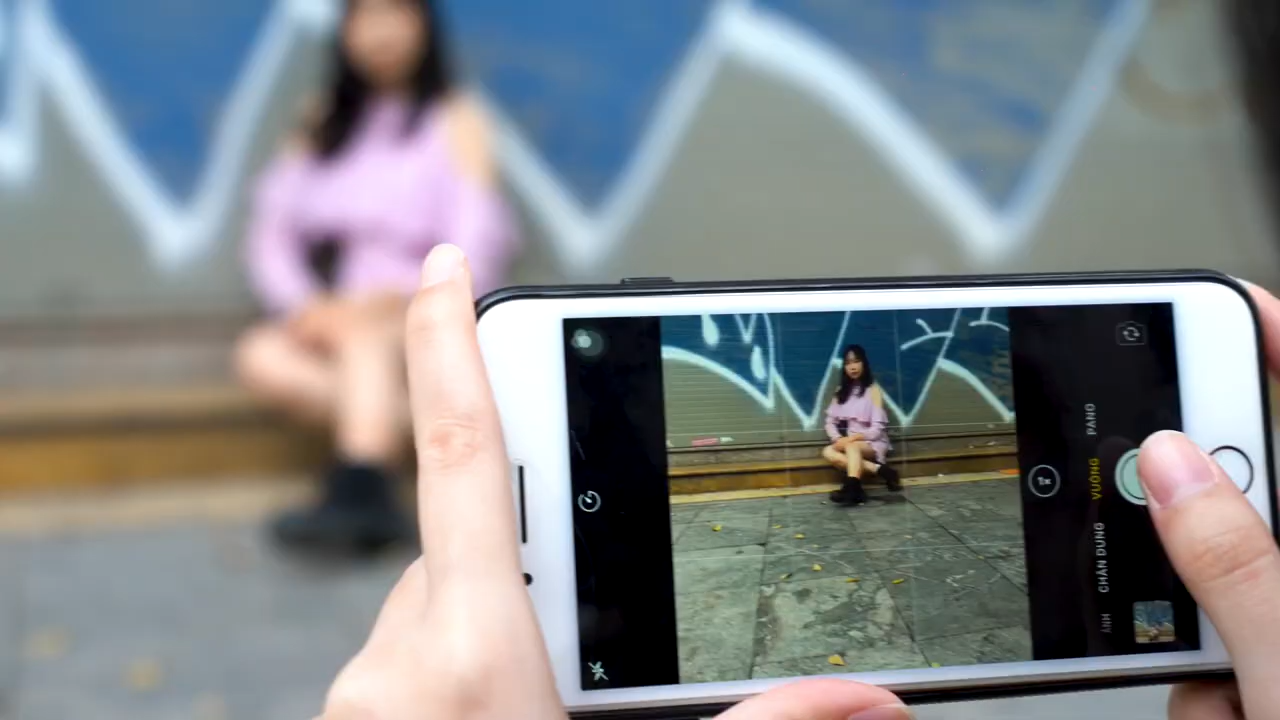 PANO
VUÔNG
CHÂN DUNG
ẢNH
1x